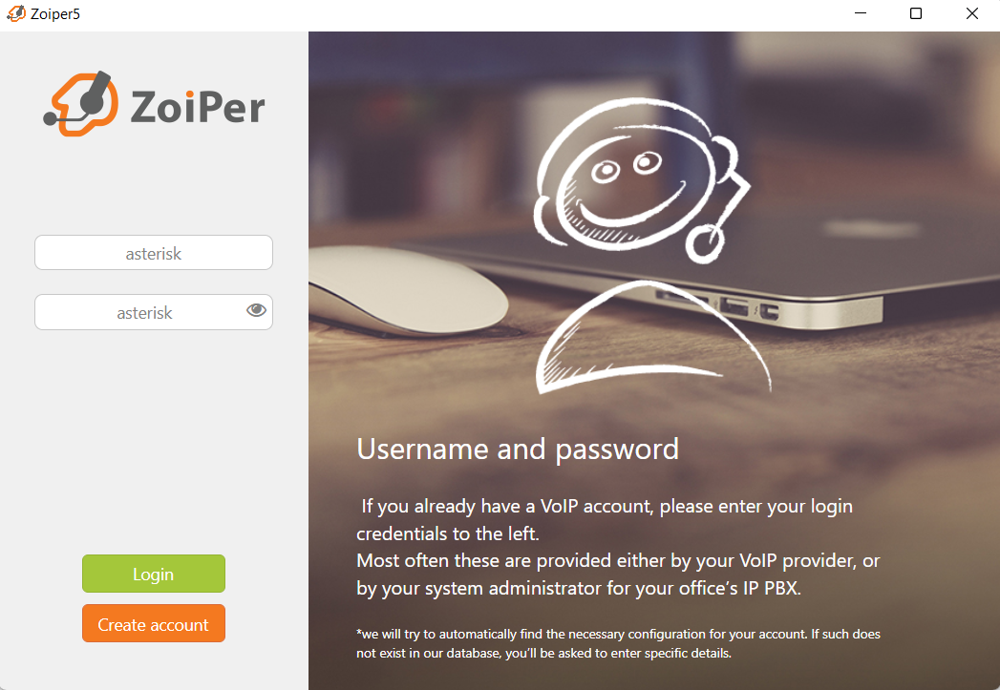 Zoiper5
ZoiPer
asterisk
asterisk
Login
Create account
Username and password
If you already have a VoIP account, please enter your login
credentials to the left.
Most often these are provided either by your VoIP provider, or
by your system administrator for your office’s IP PBX.
*we will try to automatically find the necessary configuration for your account. If such does
not exist in our database, you’ll be asked to enter specific details.